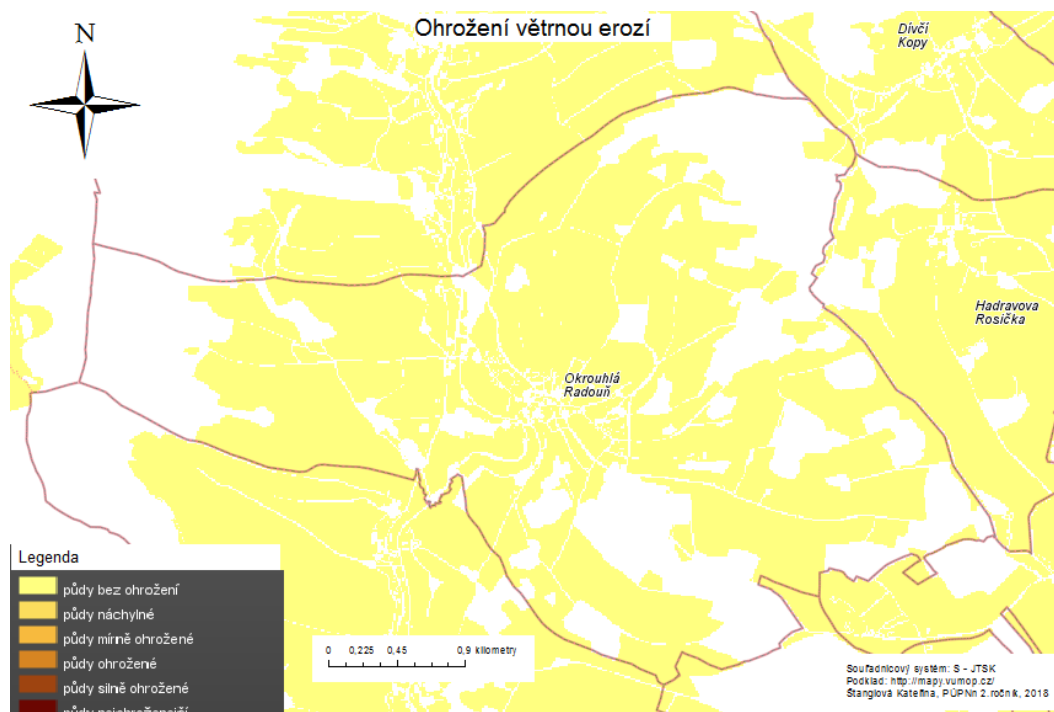 Ohrožení větrnou erozí
N
Dívčí
Kopy
Hadravova
Rosička
Okrouhlá
Radouň
Legenda
půdy bez ohrožení
půdy náchylné
půdy mírně ohrožené
půdy ohrožené
půdy silně ohrožené
půdy nejohroženější
0 0,225 0,45 0,9 kilometry
Souřadnicový systém: S - JTSK
Podklad: http://mapy.vumop.cz/
Štanglová Kateřina, PÚPNn 2.ročník, 2018